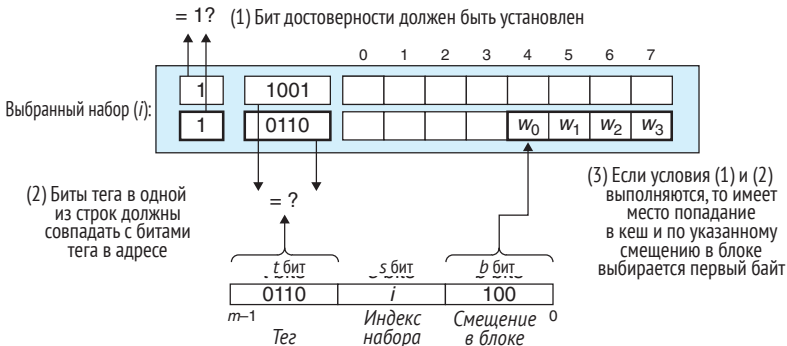 = 1? (1) Бит достоверности должен быть установлен
0 1 2 3 4 5 6 7
1 1001
Выбранный набор (i):
1 0110 w0 w1 w2 w3
(2) Биты тега в одной
из строк должны
совпадать с битами
тега в адресе
= ?
(3) Если условия (1) и (2)
выполняются, то имеет
место попадание
в кеш и по указанному
смещению в блоке
выбирается первый байт
t бит s бит b бит
0110 i 100
m–1 0
Тег
Индекс
набора
Смещение
в блоке